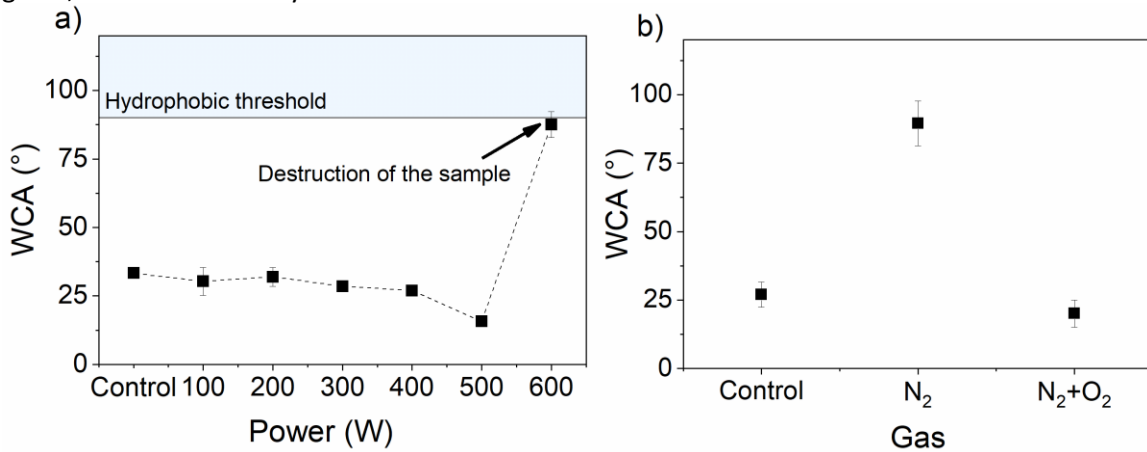 a)
100
75
50
25
0
WCA (°)
Hydrophobic threshold
Destruction of the sample
Control 100 200 300 400 500 600
Power (W)
b)
100
75
50
25
0
WCA (°)
Control N₂ N₂+O₂
Gas